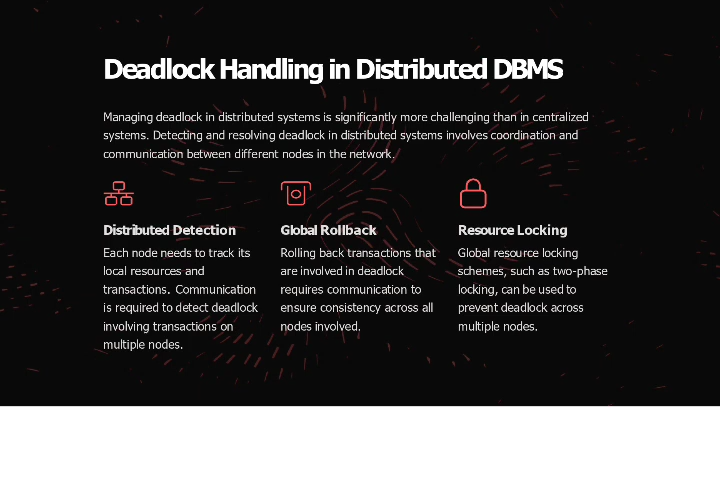 Deadlock Handling in Distributed DBMS
Managing deadlock in distributed systems is significantly more challenging than in centralized
systems. Detecting and resolving deadlock in distributed systems involves coordination and
communication between different nodes in the network.
Distributed Detection
Each node needs to track its
local resources and
transactions. Communication
is required to detect deadlock
involving transactions on
multiple nodes.
Global Rollback
Rolling back transactions that
are involved in deadlock
requires communication to
ensure consistency across all
nodes involved.
Resource Locking
Global resource locking
schemes, such as two-phase
locking, can be used to
prevent deadlock across
multiple nodes.